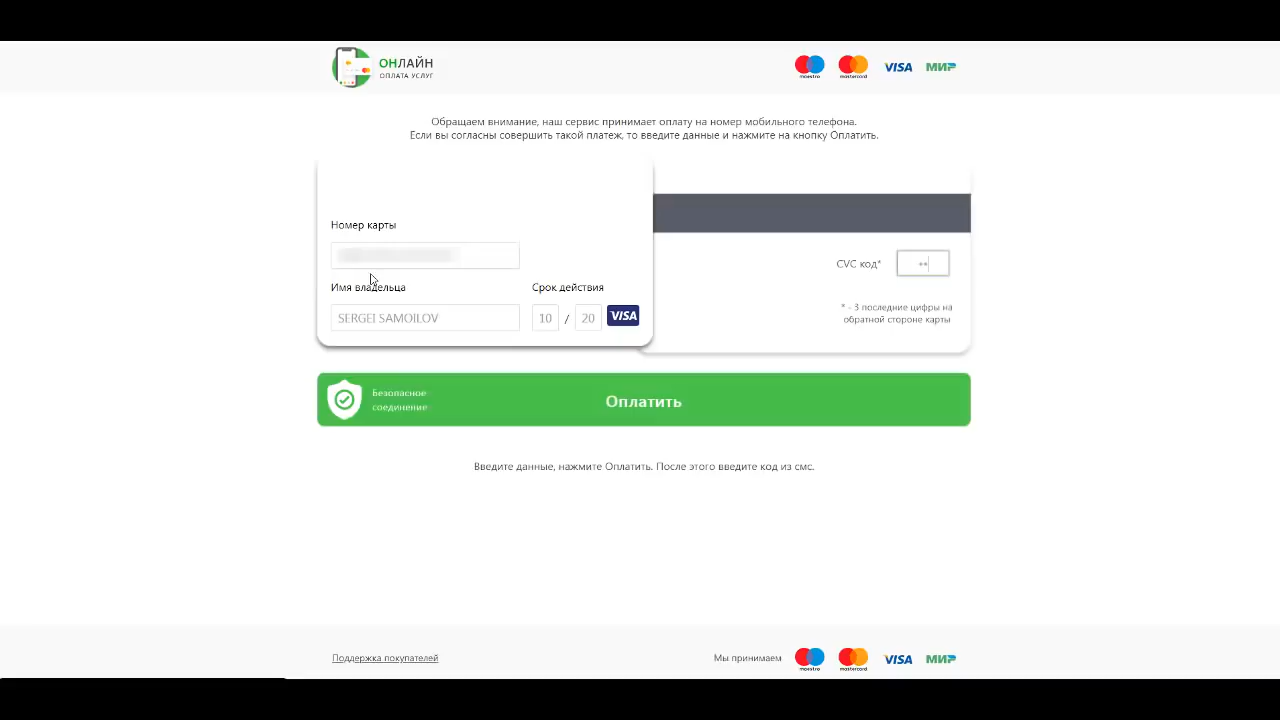 ОНЛАЙН
ОПЛАТА УСЛУГ
maestro
mastercard
VISA
МИР
Обращаем внимание, наш сервис принимает оплату на номер мобильного телефона.
Если вы согласны совершить такой платеж, то введите данные и нажмите на кнопку Оплатить.
Номер карты
CVC код*
**
Имя владельца
Срок действия
SERGEI SAMOILOV
10 / 20
VISA
* - 3 последние цифры на
обратной стороне карты
Безопасное
соединение
Оплатить
Введите данные, нажмите Оплатить. После этого введите код из смс.
Поддержка покупателей
Мы принимаем
maestro
mastercard
VISA
МИР